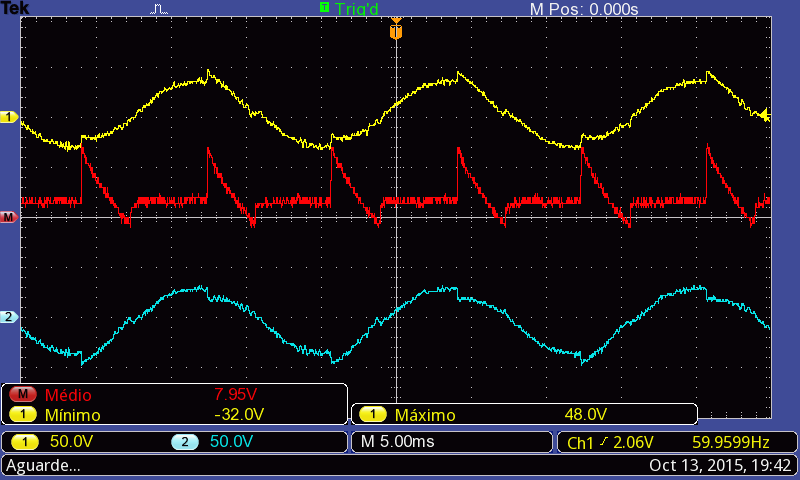 Tek Trig'd M Pos: 0.000s
T
1
M
2
M Médio 7.95V
1 Mínimo -32.0V 1 Máximo 48.0V
1 50.0V 2 50.0V M 5.00ms Ch1 2.06V 59.9599Hz
Aguarde... Oct 13, 2015, 19:42